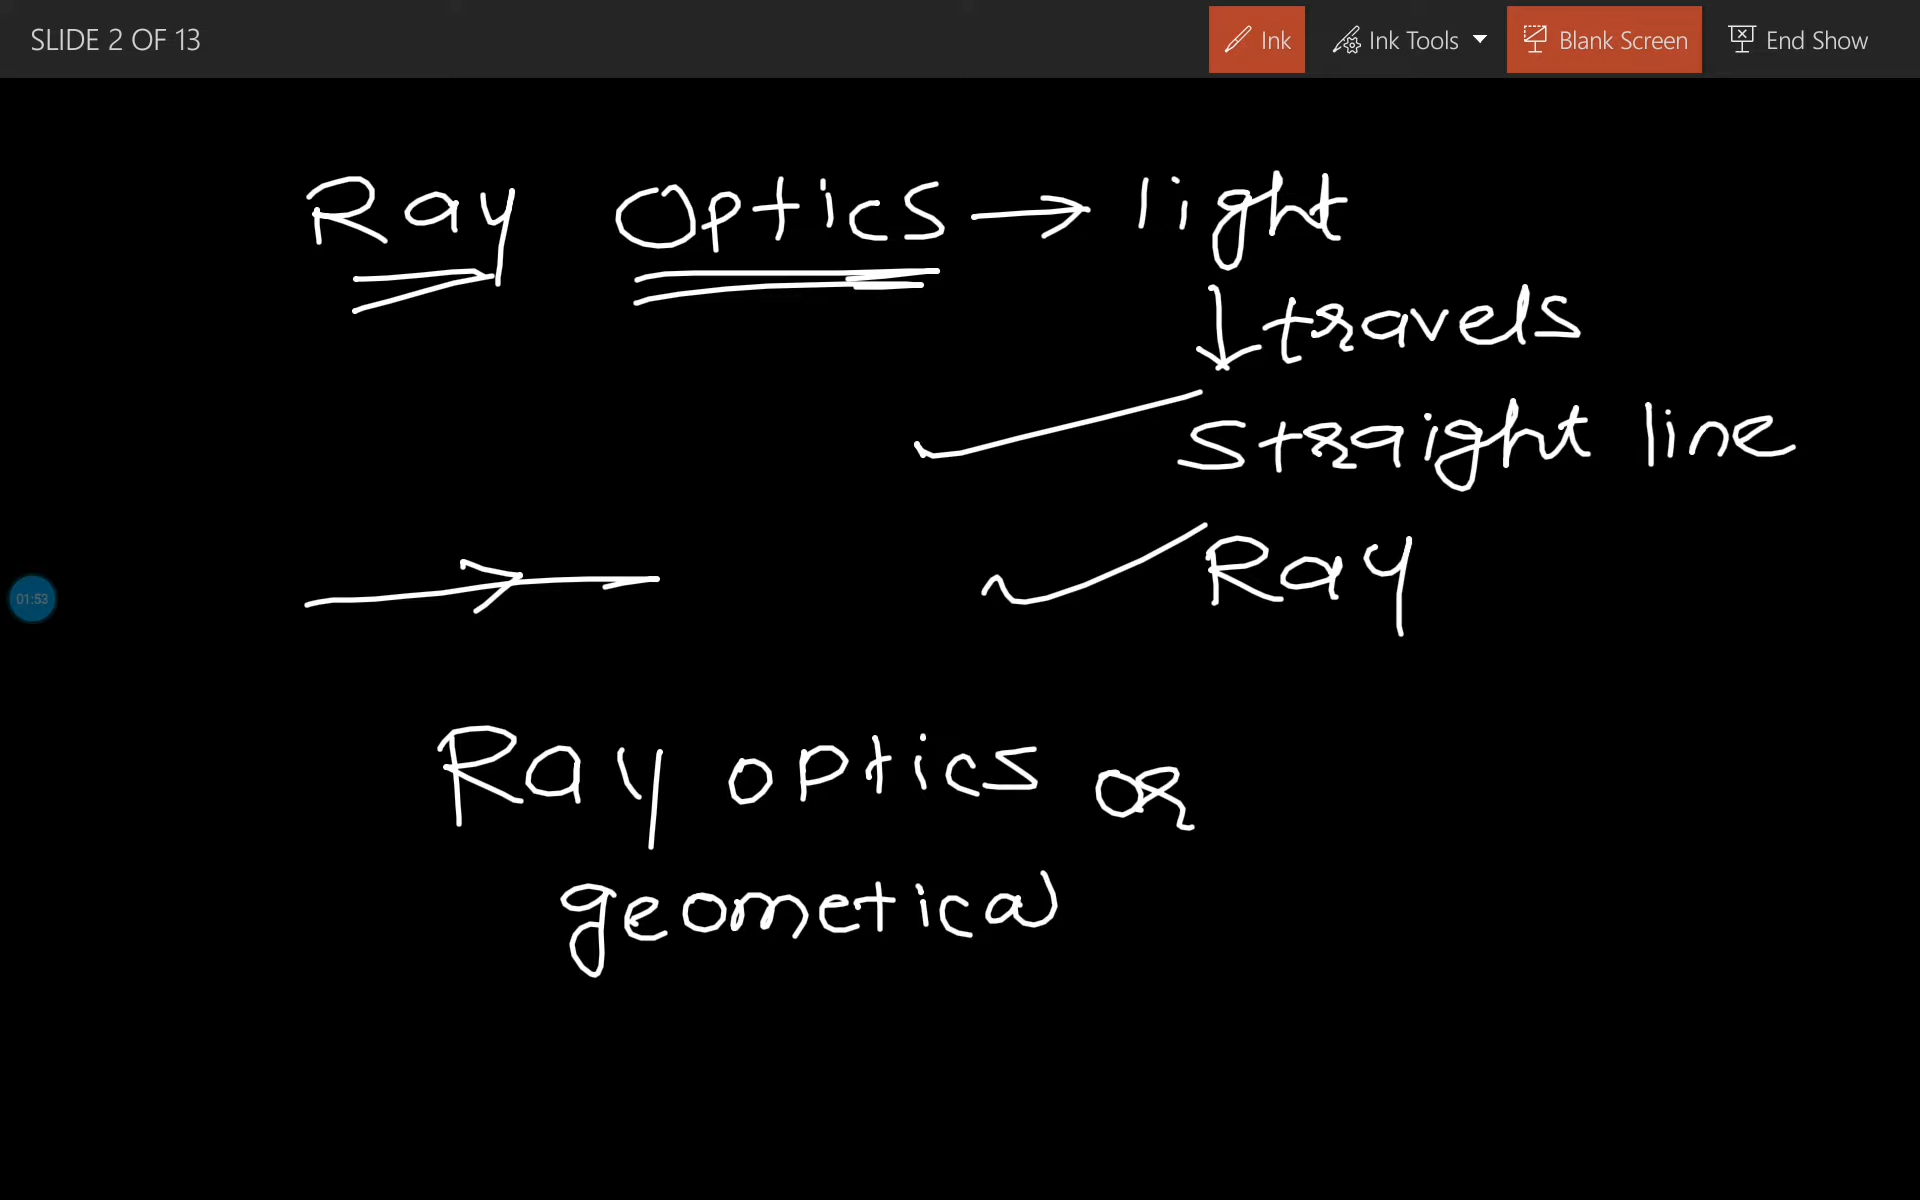 SLIDE 2 OF 13 Ink Ink Tools Blank Screen End Show
Ray Optics → light
↓ travels
straight line
Ray
01:53
Ray optics or
geometical